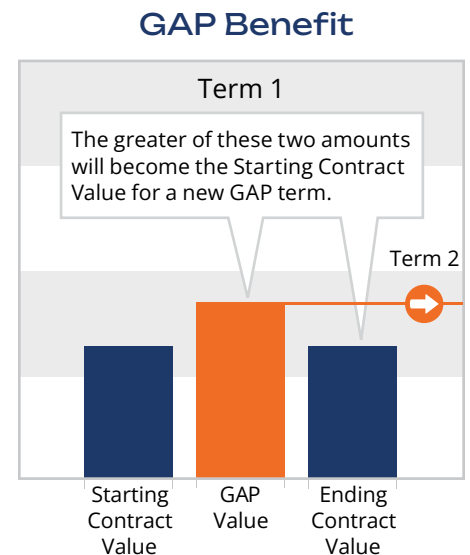 GAP Benefit
Term 1
The greater of these two amounts
will become the Starting Contract
Value for a new GAP term.
Term 2
Starting
Contract
Value
GAP
Value
Ending
Contract
Value